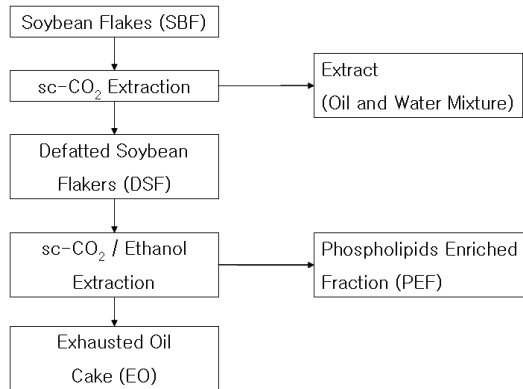 Soybean Flakes (SBF)
sc-CO₂ Extraction
Extract
(Oil and Water Mixture)
Defatted Soybean
Flakers (DSF)
sc-CO₂ / Ethanol
Extraction
Phospholipids Enriched
Fraction (PEF)
Exhausted Oil
Cake (EO)